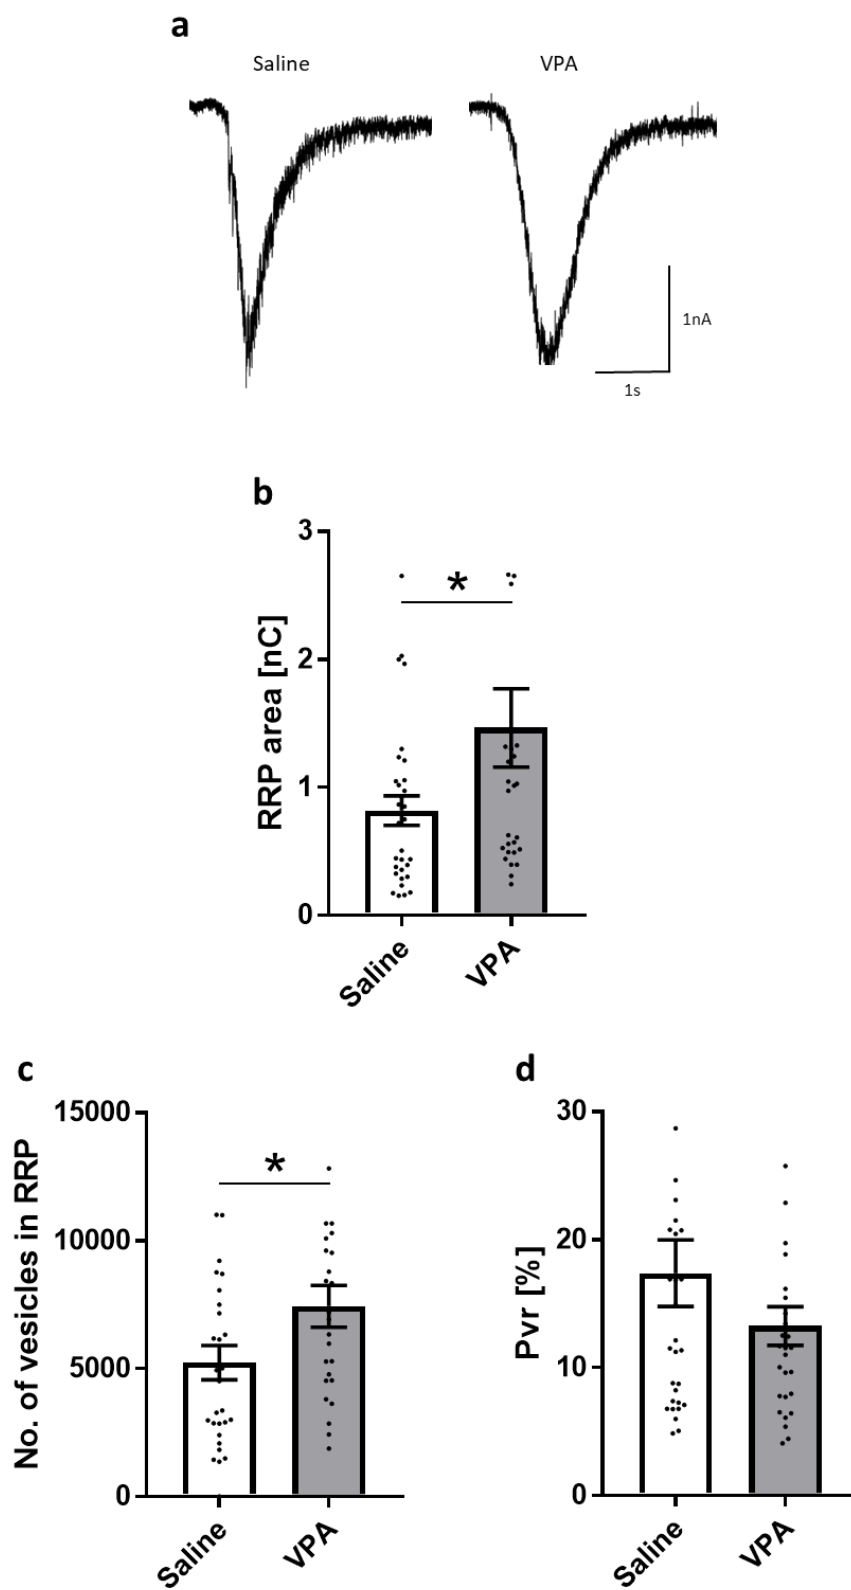 a
Saline
VPA
1nA
1s
b
3
2
1
0
RRP area [nC]
*
Saline
VPA
c
15000
10000
5000
0
No. of vesicles in RRP
*
Saline
VPA
d
30
20
10
0
Pvr [%]
Saline
VPA